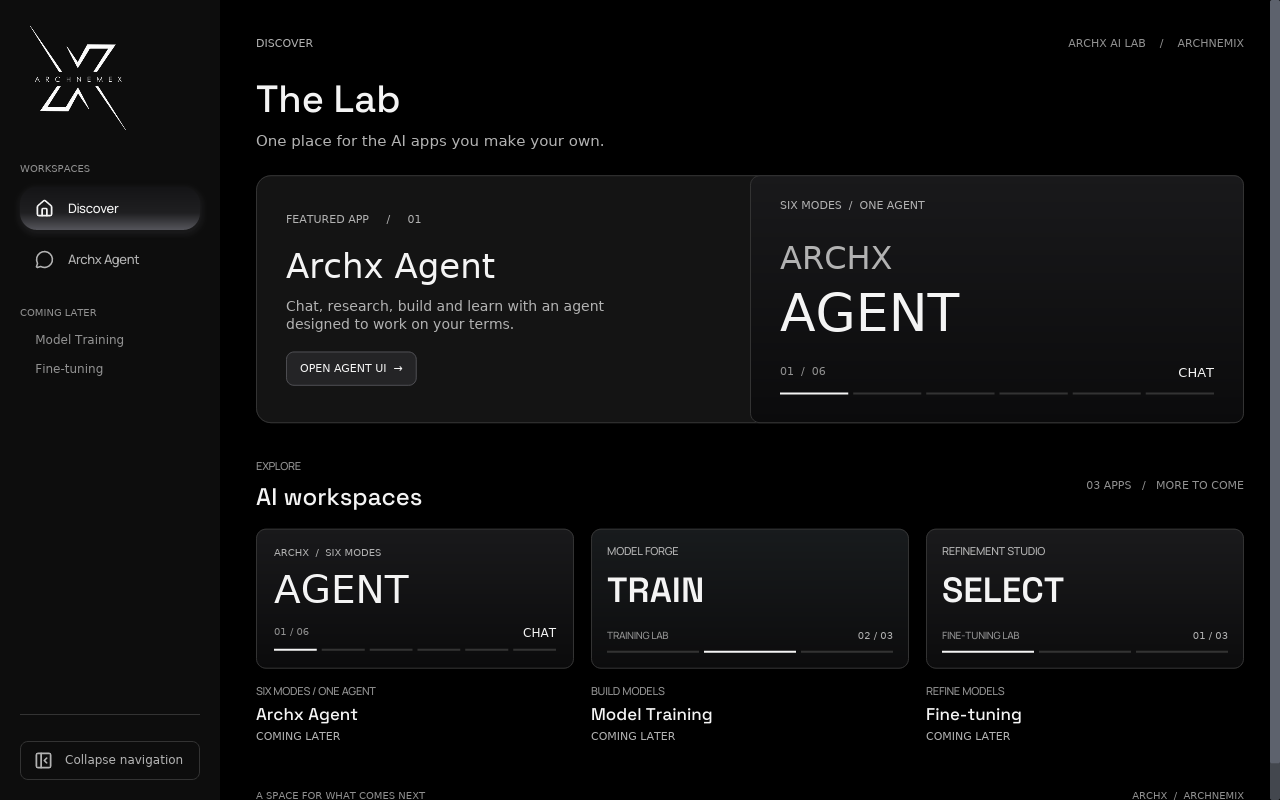 ARCHNEMEX
WORKSPACES
Discover
Archx Agent
COMING LATER
Model Training
Fine-tuning
Collapse navigation
DISCOVER
ARCHX AI LAB / ARCHNEMIX
The Lab
One place for the AI apps you make your own.
FEATURED APP / 01
Archx Agent
Chat, research, build and learn with an agent
designed to work on your terms.
OPEN AGENT UI →
SIX MODES / ONE AGENT
ARCHX
AGENT
01 / 06
CHAT
EXPLORE
AI workspaces
03 APPS / MORE TO COME
ARCHX / SIX MODES
AGENT
01 / 06
CHAT
SIX MODES / ONE AGENT
Archx Agent
COMING LATER
MODEL FORGE
TRAIN
TRAINING LAB
02 / 03
BUILD MODELS
Model Training
COMING LATER
REFINEMENT STUDIO
SELECT
FINE-TUNING LAB
01 / 03
REFINE MODELS
Fine-tuning
COMING LATER
A SPACE FOR WHAT COMES NEXT
ARCHX / ARCHNEMIX